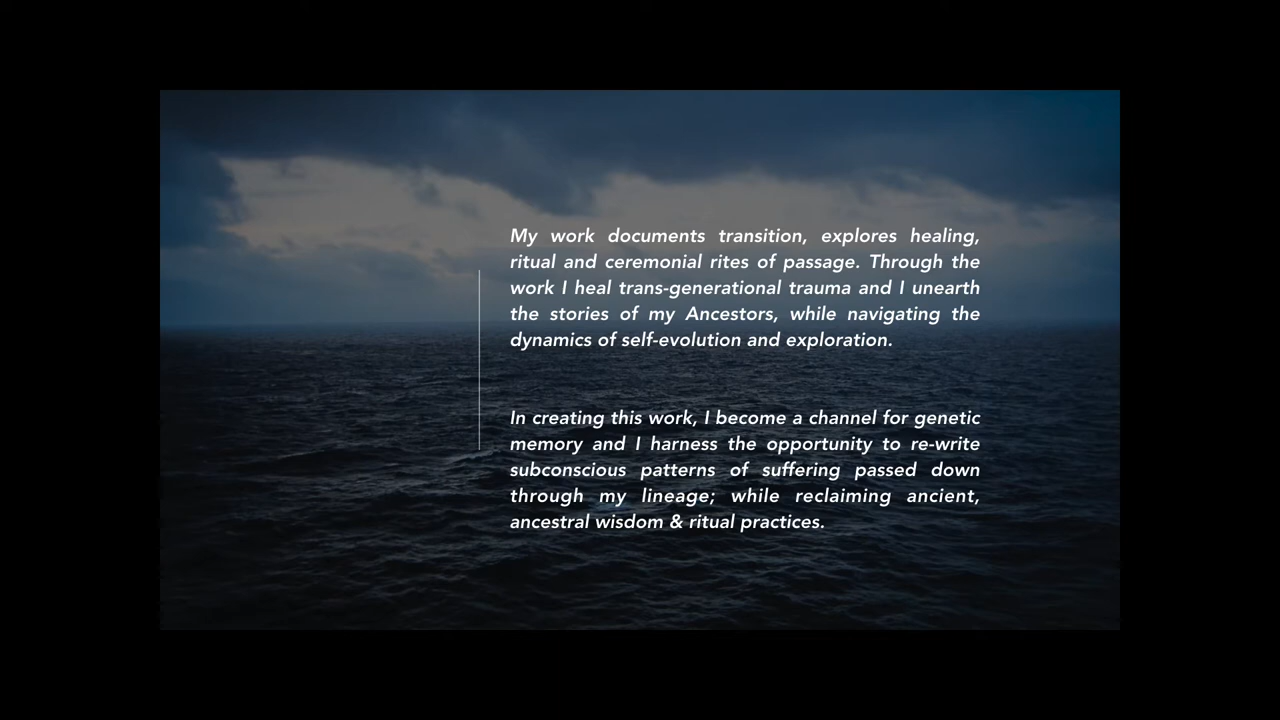 My work documents transition, explores healing,
ritual and ceremonial rites of passage. Through the
work I heal trans-generational trauma and I unearth
the stories of my Ancestors, while navigating the
dynamics of self-evolution and exploration.
In creating this work, I become a channel for genetic
memory and I harness the opportunity to re-write
subconscious patterns of suffering passed down
through my lineage; while reclaiming ancient,
ancestral wisdom & ritual practices.